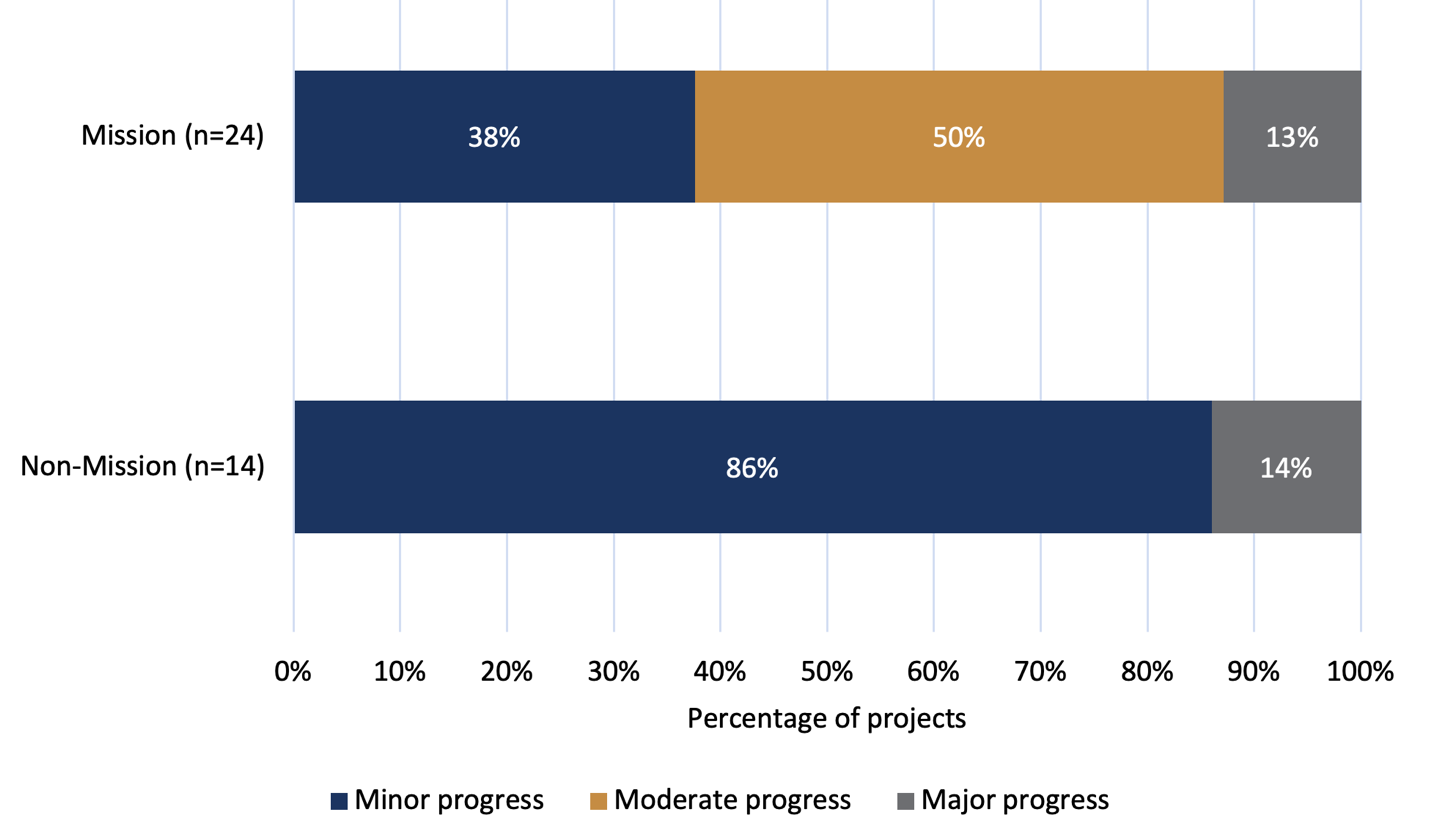 Mission (n=24)
38%
50%
13%
Non-Mission (n=14)
86%
14%
0% 10% 20% 30% 40% 50% 60% 70% 80% 90% 100%
Percentage of projects
Minor progress Moderate progress Major progress